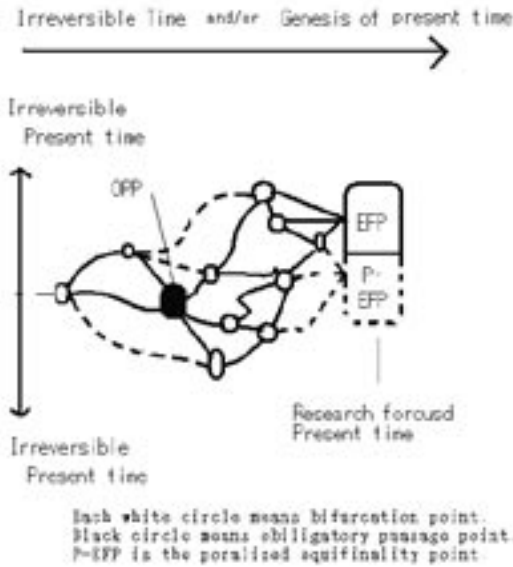 Irreversible Time and/or Genesis of present time
Irreversible
Present time
OPP
EFP
P-
EFP
Research forcusd
Present time
Irreversible
Present time
Each white circle means bifurcation point.
Black circle means obligatory passage point.
P-EFP is the poralised equifinality point